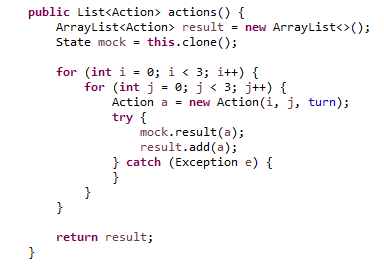 public List<Action> actions() {
    ArrayList<Action> result = new ArrayList<>();
    State mock = this.clone();

    for (int i = 0; i < 3; i++) {
        for (int j = 0; j < 3; j++) {
            Action a = new Action(i, j, turn);
            try {
                mock.result(a);
                result.add(a);
            } catch (Exception e) {
            }
        }
    }

    return result;
}